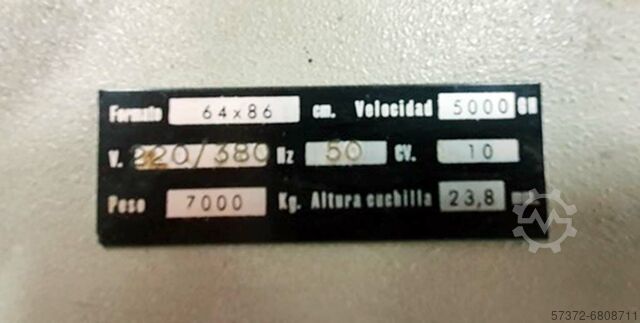 Formato 64x86 cm. Velocidad 5000
V. 220/380 Hz 50 CV. 10
Peso 7000 Kg. Altura cuchilla 23,8
57372-6808711